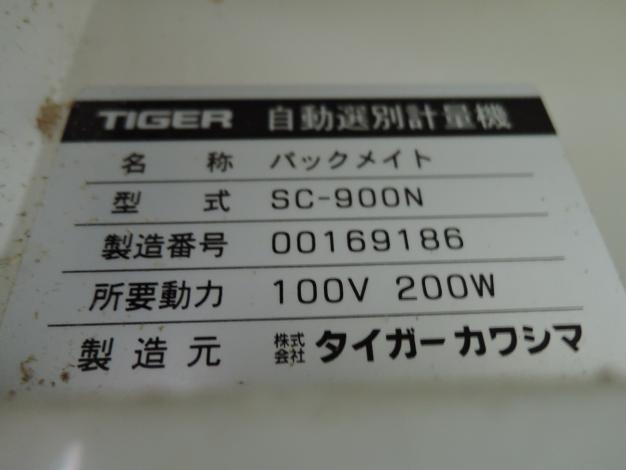 TIGER 自動選別計量機
名 称 パックメイト
型 式 SC-900N
製造番号 00169186
所要動力 100V 200W
製造元 株式会社 タイガーカワシマ